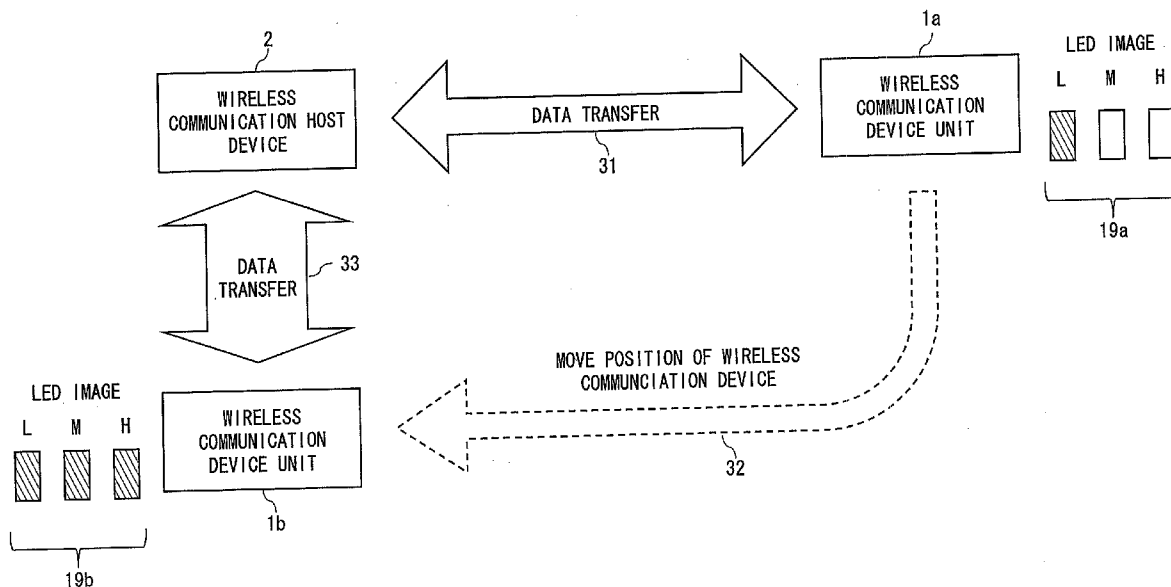 2
1a
LED IMAGE
L M H
WIRELESS
COMMUNICATION HOST
DEVICE
DATA TRANSFER
31
WIRELESS
COMMUNICATION
DEVICE UNIT
19a
DATA
TRANSFER
33
MOVE POSITION OF WIRELESS
COMMUNCIATION DEVICE
32
LED IMAGE
L M H
WIRELESS
COMMUNICATION
DEVICE UNIT
1b
19b